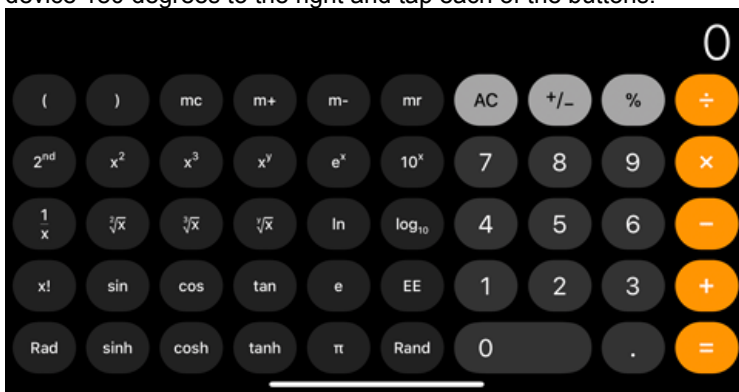 device 180 degrees to the right and tap each of the buttons.
0
( ) mc m+ m- mr AC +/− % ÷
2ⁿᵈ x² x³ xʸ eˣ 10ˣ 7 8 9 ×
1/x ²√x ³√x ʸ√x ln log₁₀ 4 5 6 −
x! sin cos tan e EE 1 2 3 +
Rad sinh cosh tanh π Rand 0 . =